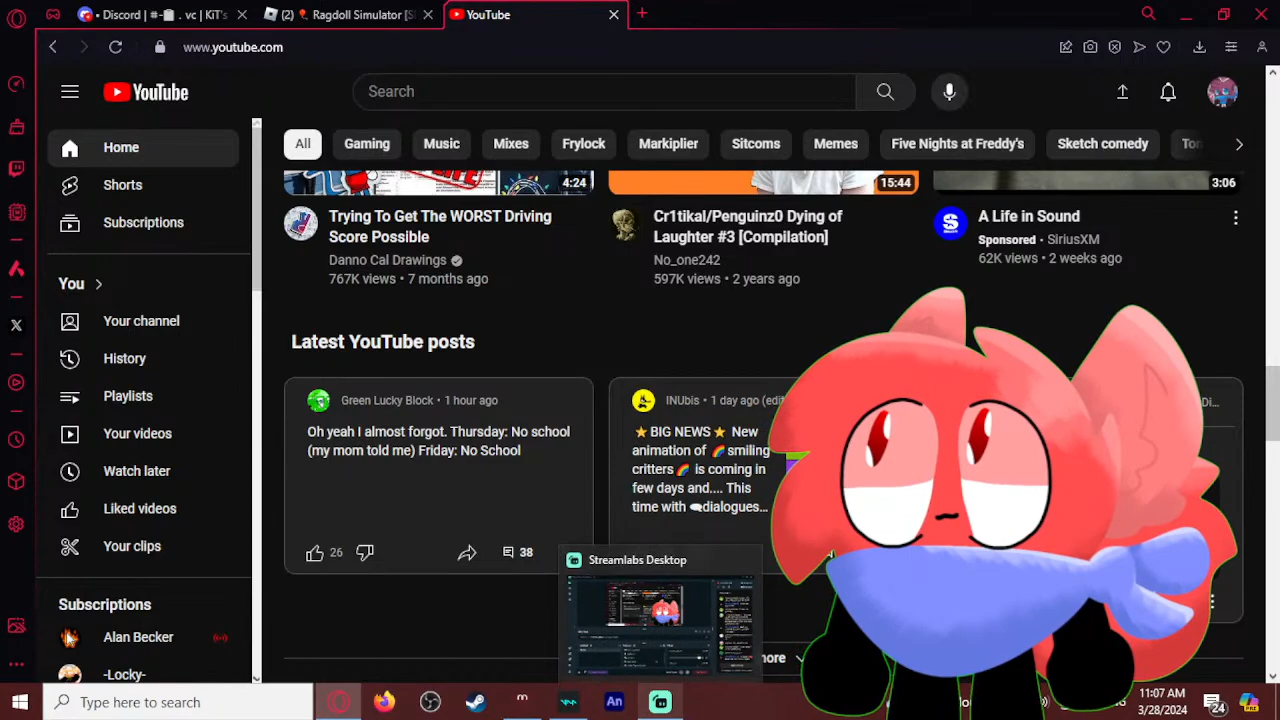 Discord | #-📋 . vc | KiT's
(2) Ragdoll Simulator [S
YouTube
www.youtube.com
YouTube
Search
Home
Shorts
Subscriptions
You
Your channel
History
Playlists
Your videos
Watch later
Liked videos
Your clips
Subscriptions
Alan Becker
-Lucky-
All
Gaming
Music
Mixes
Frylock
Markiplier
Sitcoms
Memes
Five Nights at Freddy's
Sketch comedy
Ton
4:24
15:44
3:06
Trying To Get The WORST Driving
Score Possible
Danno Cal Drawings
767K views • 7 months ago
Cr1tikal/Penguinz0 Dying of
Laughter #3 [Compilation]
No_one242
597K views • 2 years ago
A Life in Sound
Sponsored • SiriusXM
62K views • 2 weeks ago
Latest YouTube posts
Green Lucky Block • 1 hour ago
Oh yeah I almost forgot. Thursday: No school
(my mom told me) Friday: No School
26
38
INUbis • 1 day ago (edit
⭐BIG NEWS⭐ New
animation of 🌈smiling
critters🌈 is coming in
few days and.... This
time with 🗨dialogues...
Di...
Streamlabs Desktop
Type here to search
m
An
11:07 AM
3/28/2024
24
PRE